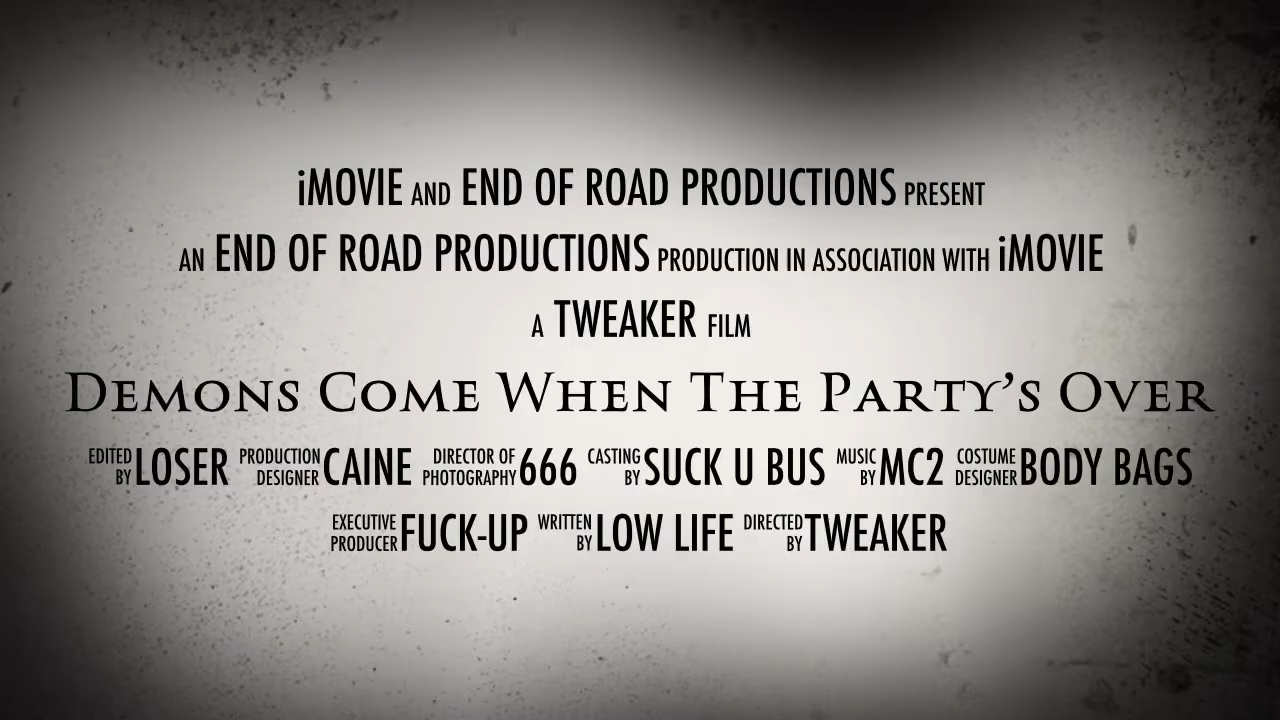 iMOVIE AND END OF ROAD PRODUCTIONS PRESENT
AN END OF ROAD PRODUCTIONS PRODUCTION IN ASSOCIATION WITH iMOVIE
A TWEAKER FILM
DEMONS COME WHEN THE PARTY'S OVER
EDITED BY LOSER PRODUCTION DESIGNER CAINE DIRECTOR OF PHOTOGRAPHY 666 CASTING BY SUCK U BUS MUSIC BY MC2 COSTUME DESIGNER BODY BAGS
EXECUTIVE PRODUCER FUCK-UP WRITTEN BY LOW LIFE DIRECTED BY TWEAKER